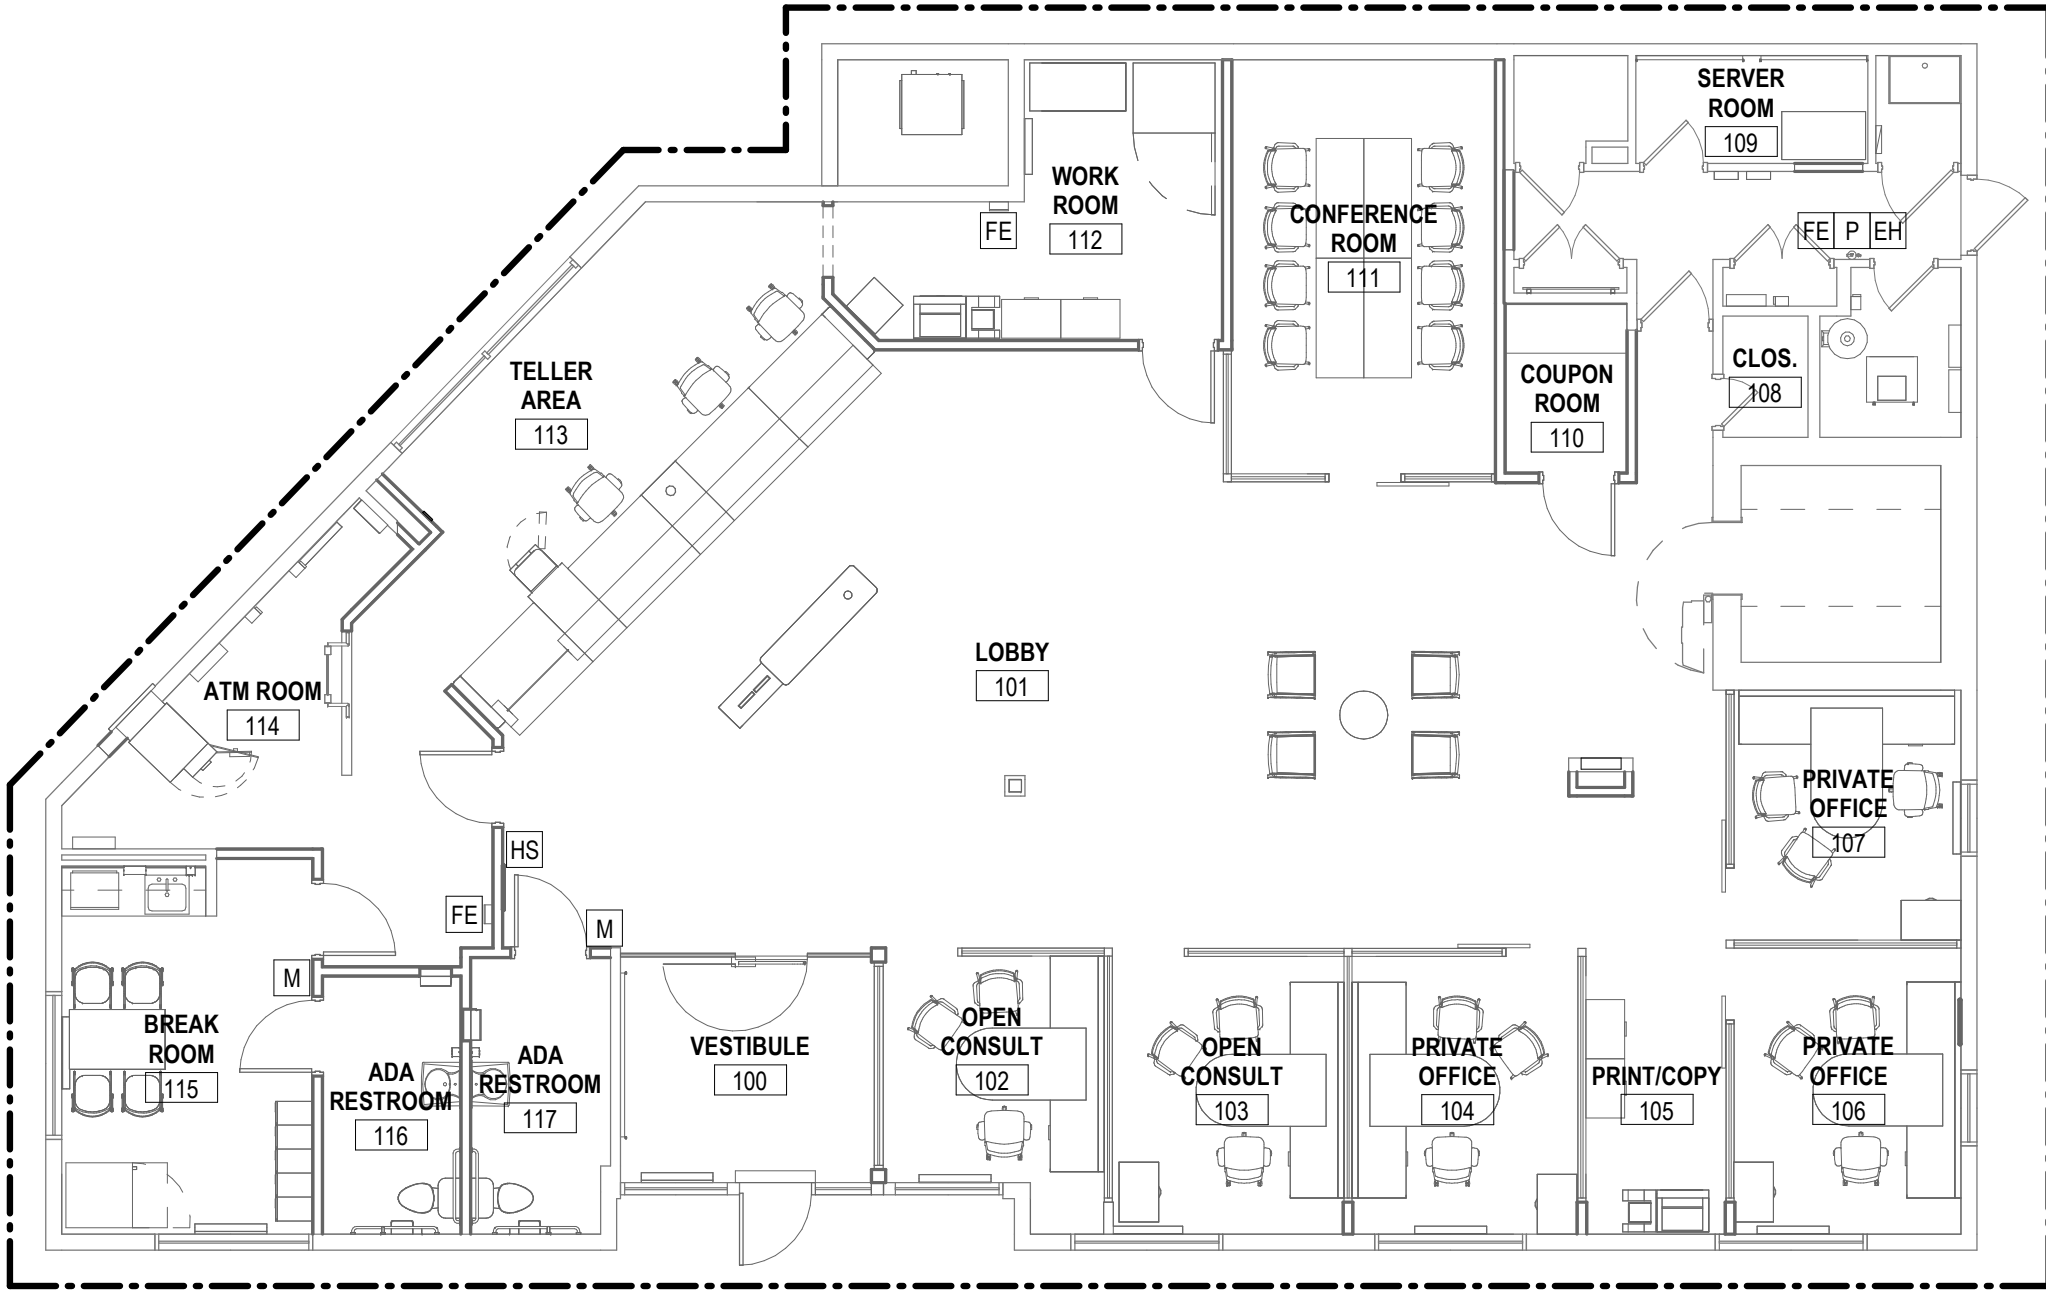 SERVER
ROOM
109
WORK
ROOM
112
FE
CONFERENCE
ROOM
111
FE P EH
TELLER
AREA
113
COUPON
ROOM
110
CLOS.
108
LOBBY
101
ATM ROOM
114
PRIVATE
OFFICE
107
HS
FE
M
M
BREAK
ROOM
115
ADA
RESTROOM
116
ADA
RESTROOM
117
VESTIBULE
100
OPEN
CONSULT
102
OPEN
CONSULT
103
PRIVATE
OFFICE
104
PRINT/COPY
105
PRIVATE
OFFICE
106